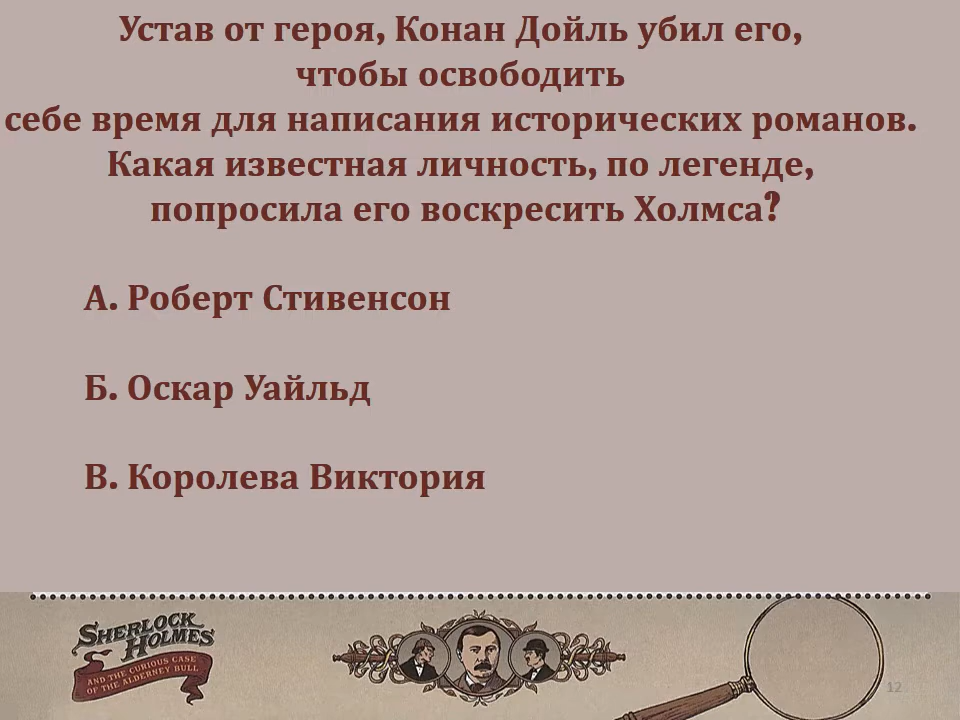 Устав от героя, Конан Дойль убил его,
чтобы освободить
себе время для написания исторических романов.
Какая известная личность, по легенде,
попросила его воскресить Холмса?
А. Роберт Стивенсон
Б. Оскар Уайльд
В. Королева Виктория
SHERLOCK
HOLMES
AND THE CURIOUS CASE
OF THE ALDERNEY BULL
12